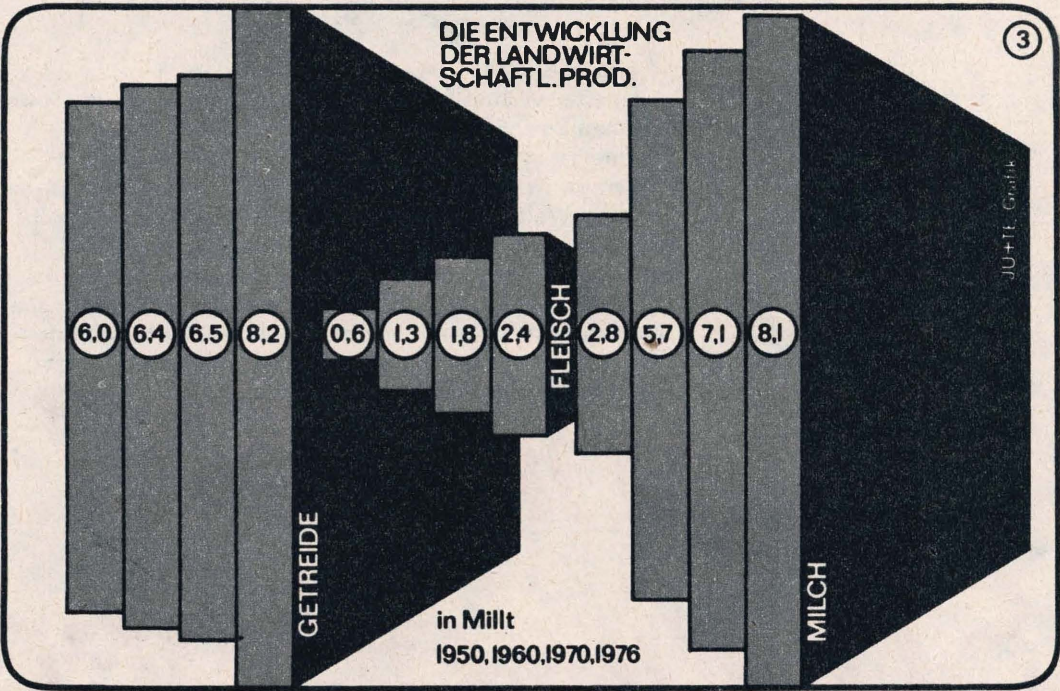 DIE ENTWICKLUNG
DER LANDWIRT-
SCHAFTL. PROD.
3
6,0 6,4 6,5 8,2
GETREIDE
0,6 1,3 1,8 2,4
FLEISCH
2,8 5,7 7,1 8,1
MILCH
in Millt
1950, 1960, 1970, 1976
JU+TE Grafik